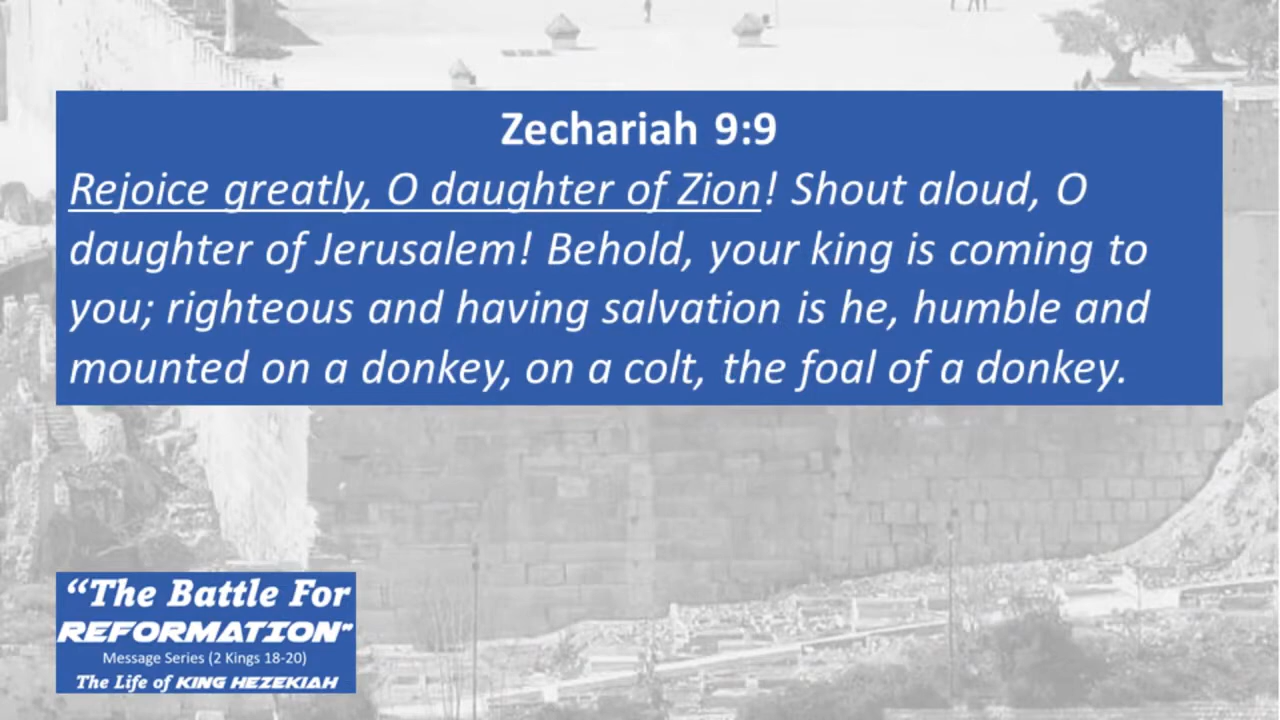 Zechariah 9:9
Rejoice greatly, O daughter of Zion! Shout aloud, O
daughter of Jerusalem! Behold, your king is coming to
you; righteous and having salvation is he, humble and
mounted on a donkey, on a colt, the foal of a donkey.
“The Battle For
REFORMATION”
Message Series (2 Kings 18-20)
The Life of KING HEZEKIAH